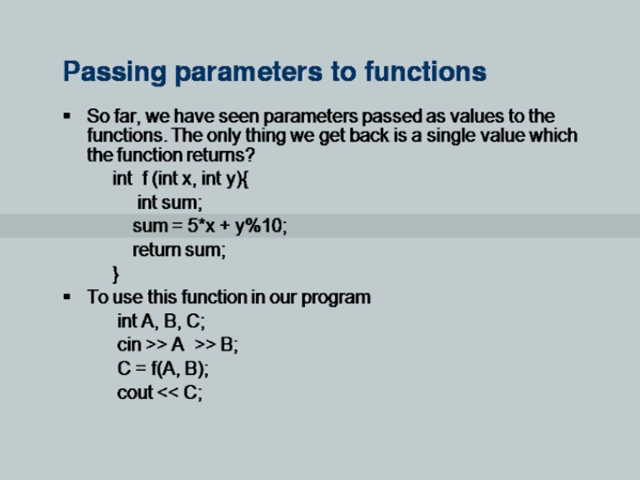 Passing parameters to functions
▪ So far, we have seen parameters passed as values to the
functions. The only thing we get back is a single value which
the function returns?
int f (int x, int y){
int sum;
sum = 5*x + y%10;
return sum;
}
▪ To use this function in our program
int A, B, C;
cin >> A >> B;
C = f(A, B);
cout << C;